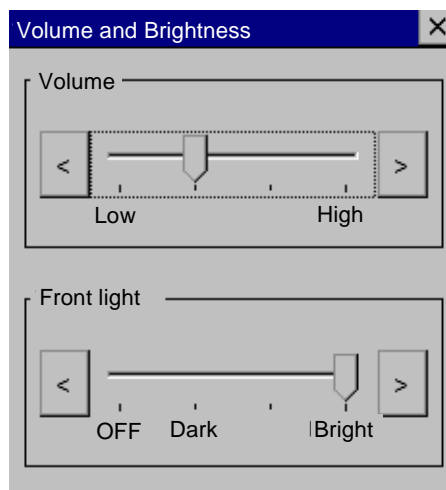 Volume and Brightness
Volume
< >
Low High
Front light
< >
OFF Dark Bright